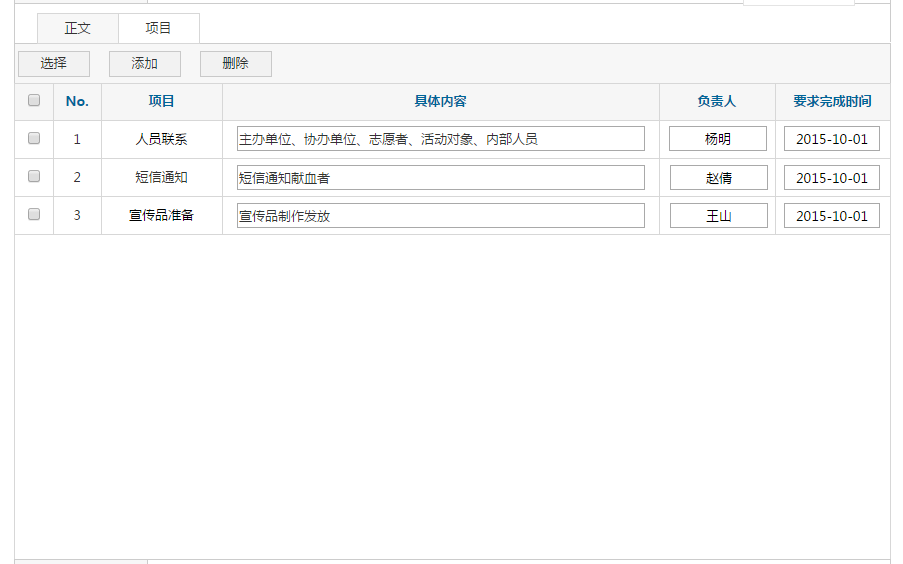 正文 项目
选择 添加 删除
No. 项目 具体内容 负责人 要求完成时间
1 人员联系 主办单位、协办单位、志愿者、活动对象、内部人员 杨明 2015-10-01
2 短信通知 短信通知献血者 赵倩 2015-10-01
3 宣传品准备 宣传品制作发放 王山 2015-10-01